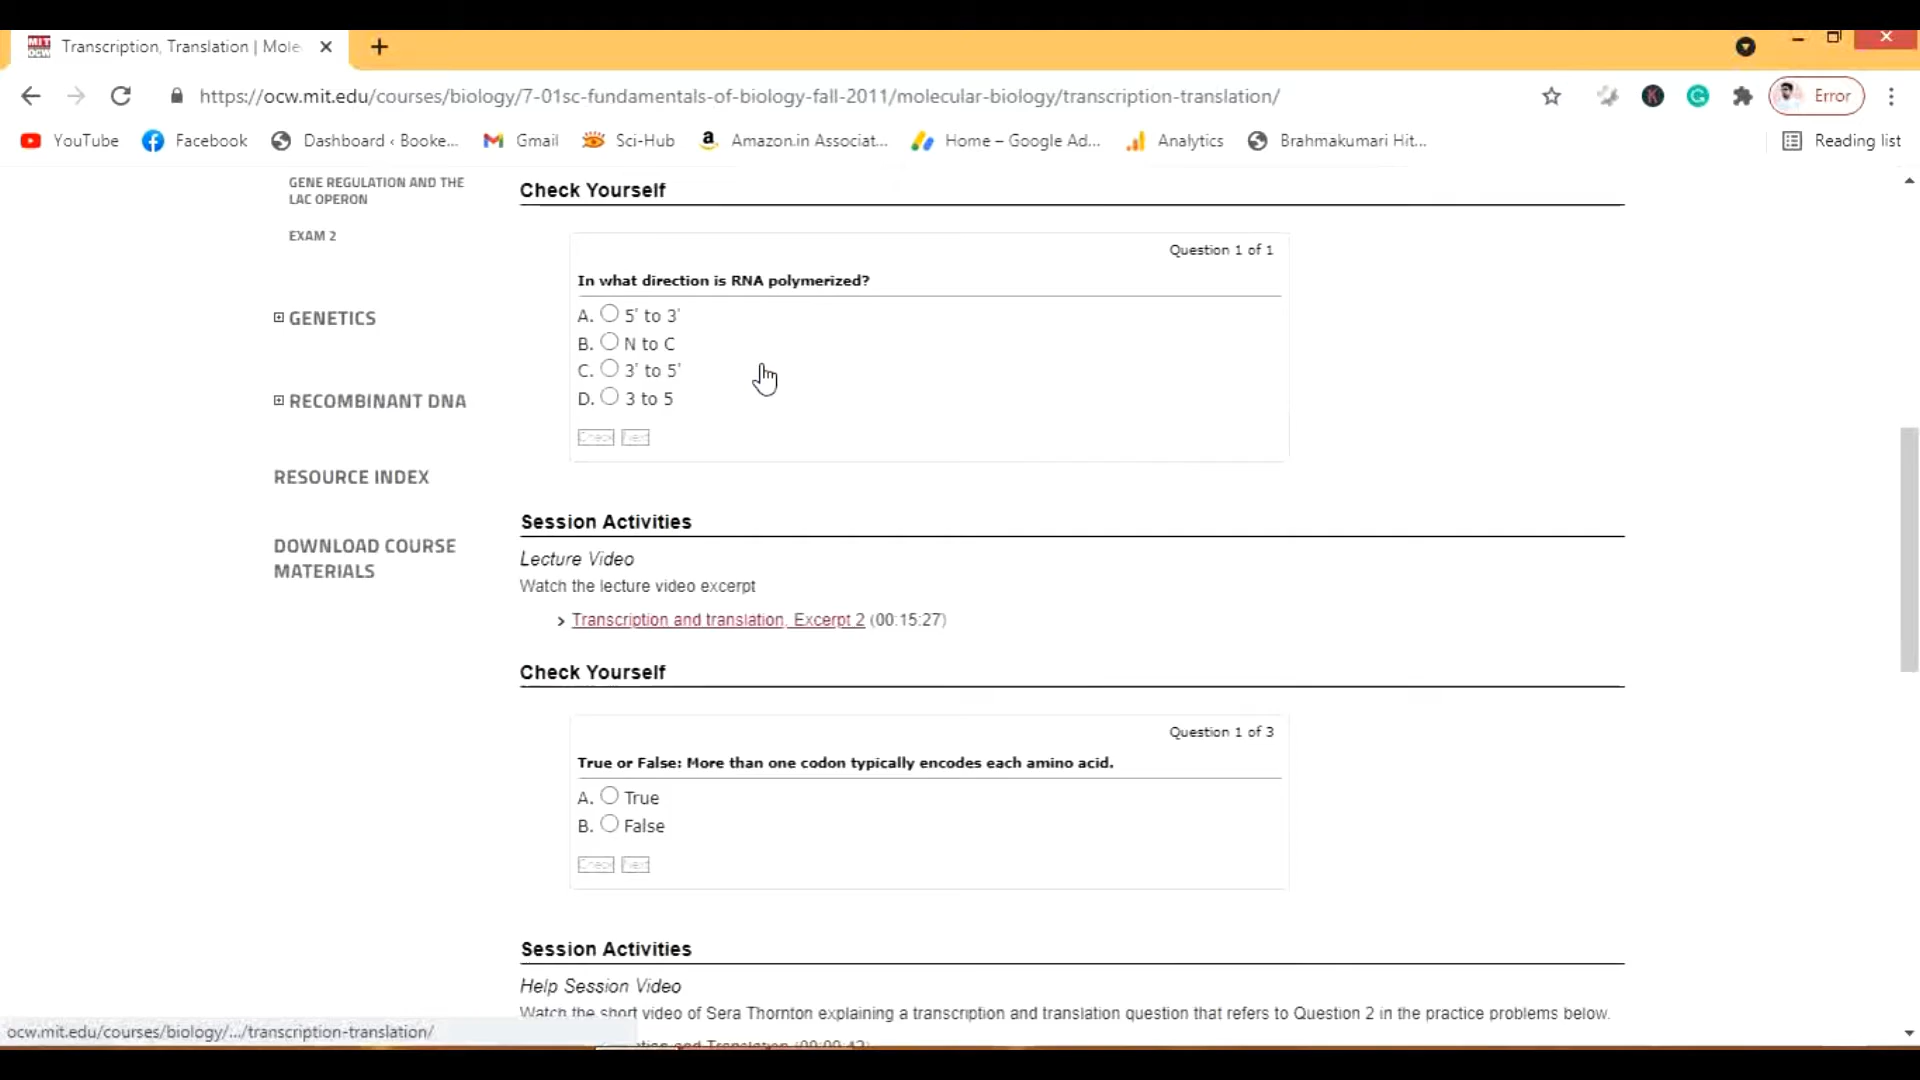 Transcription, Translation | Mole
https://ocw.mit.edu/courses/biology/7-01sc-fundamentals-of-biology-fall-2011/molecular-biology/transcription-translation/
Error
YouTube
Facebook
Dashboard ‹ Booke...
Gmail
Sci-Hub
Amazon.in Associat...
Home – Google Ad...
Analytics
Brahmakumari Hit...
Reading list
GENE REGULATION AND THE
LAC OPERON
EXAM 2
GENETICS
RECOMBINANT DNA
RESOURCE INDEX
DOWNLOAD COURSE
MATERIALS
Check Yourself
Question 1 of 1
In what direction is RNA polymerized?
A. 5' to 3'
B. N to C
C. 3' to 5'
D. 3 to 5
Check Next
Session Activities
Lecture Video
Watch the lecture video excerpt
Transcription and translation, Excerpt 2 (00:15:27)
Check Yourself
Question 1 of 3
True or False: More than one codon typically encodes each amino acid.
A. True
B. False
Check Next
Session Activities
Help Session Video
Watch the short video of Sera Thornton explaining a transcription and translation question that refers to Question 2 in the practice problems below.
ocw.mit.edu/courses/biology/.../transcription-translation/